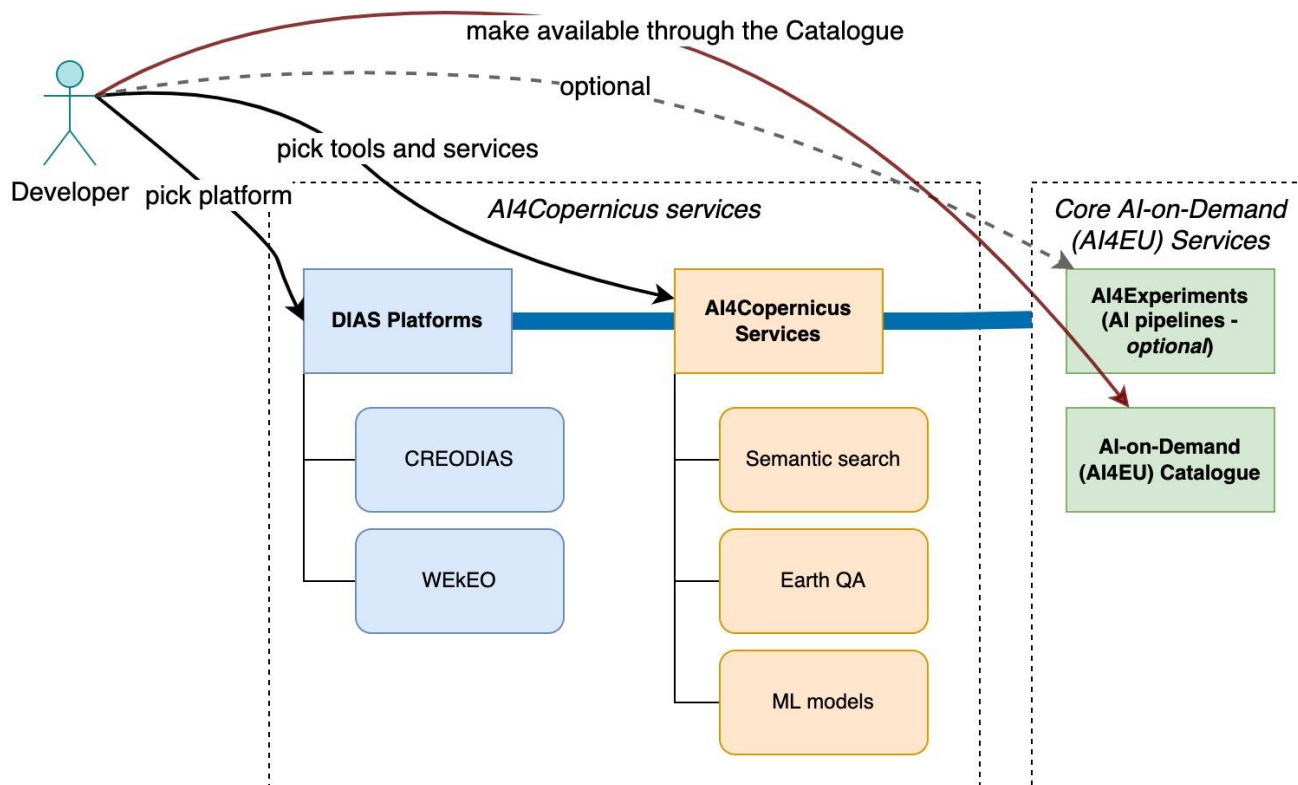 make available through the Catalogue
optional
pick tools and services
Developer
pick platform
AI4Copernicus services
Core AI-on-Demand
(AI4EU) Services
DIAS Platforms
AI4Copernicus
Services
AI4Experiments
(AI pipelines -
optional)
CREODIAS
Semantic search
AI-on-Demand
(AI4EU) Catalogue
WEkEO
Earth QA
ML models